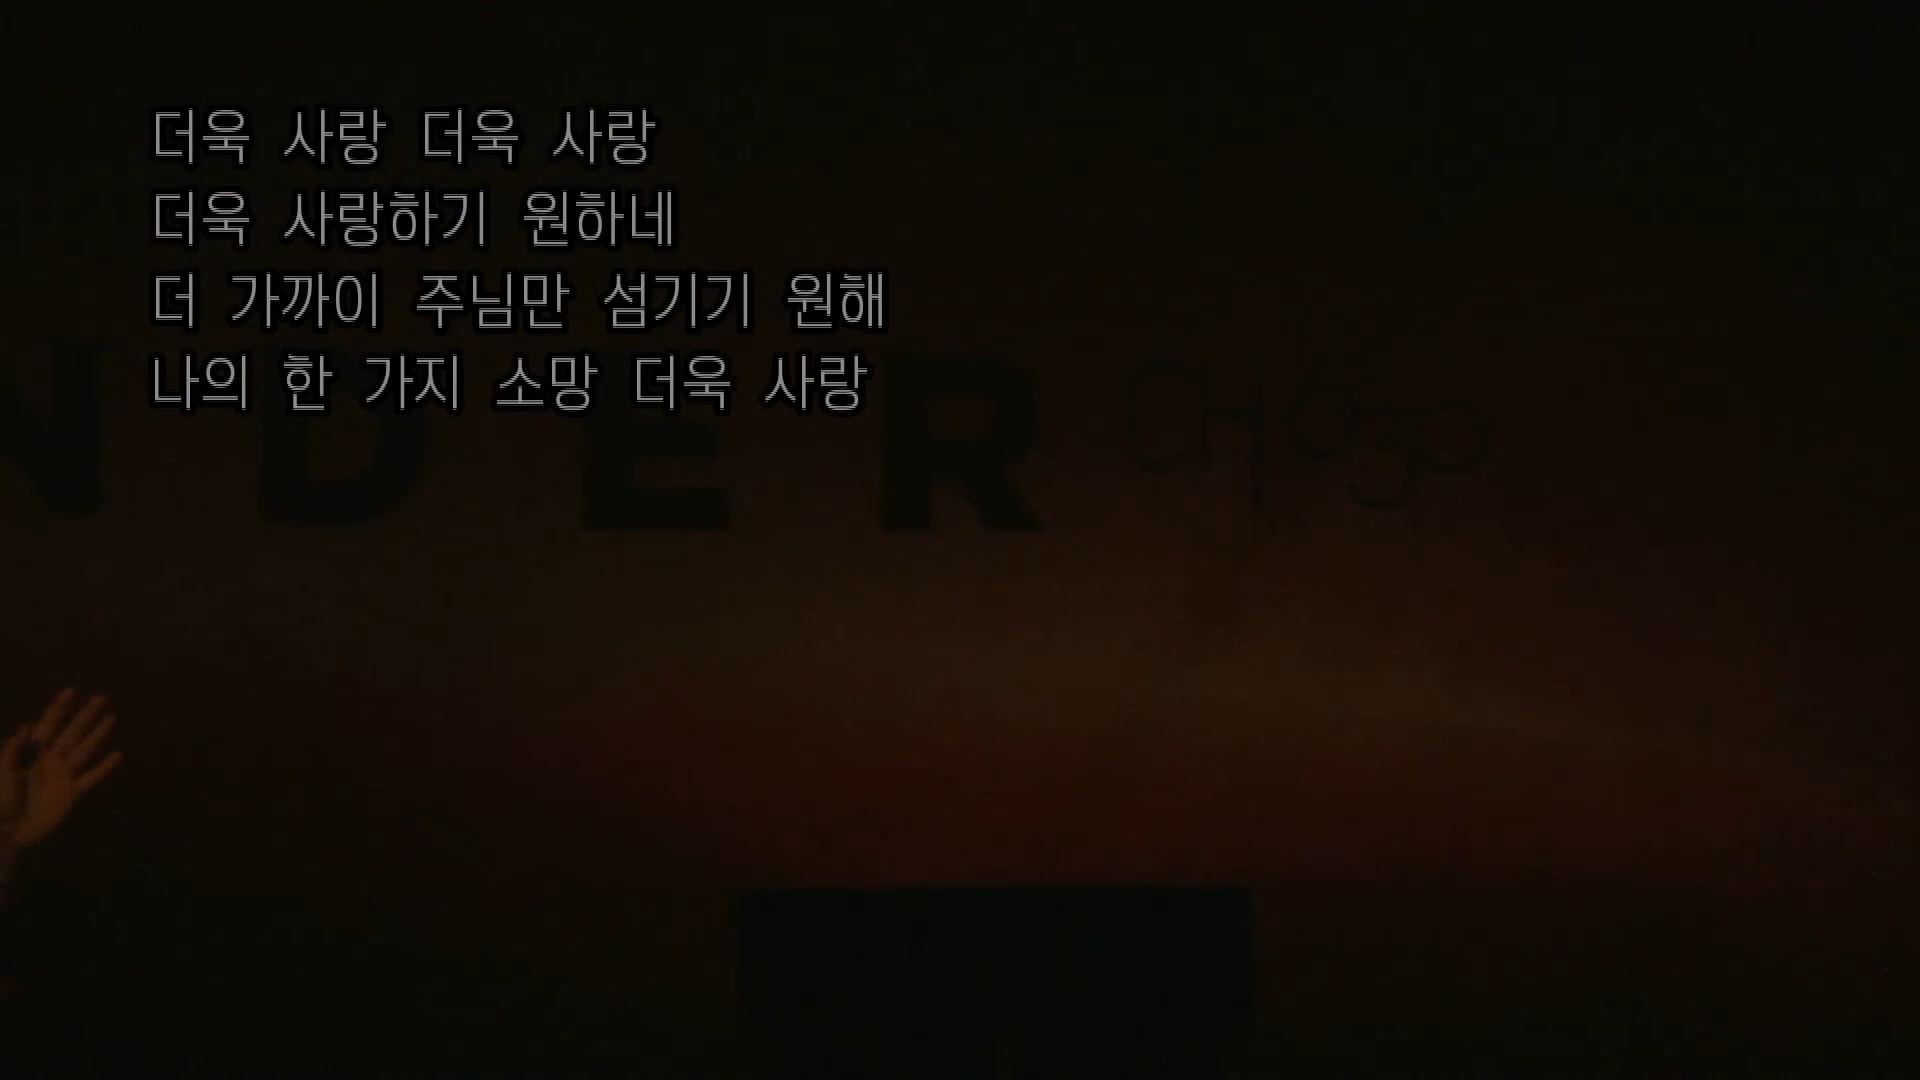 더욱 사랑 더욱 사랑
더욱 사랑하기 원하네
더 가까이 주님만 섬기기 원해
나의 한 가지 소망 더욱 사랑
N D E R